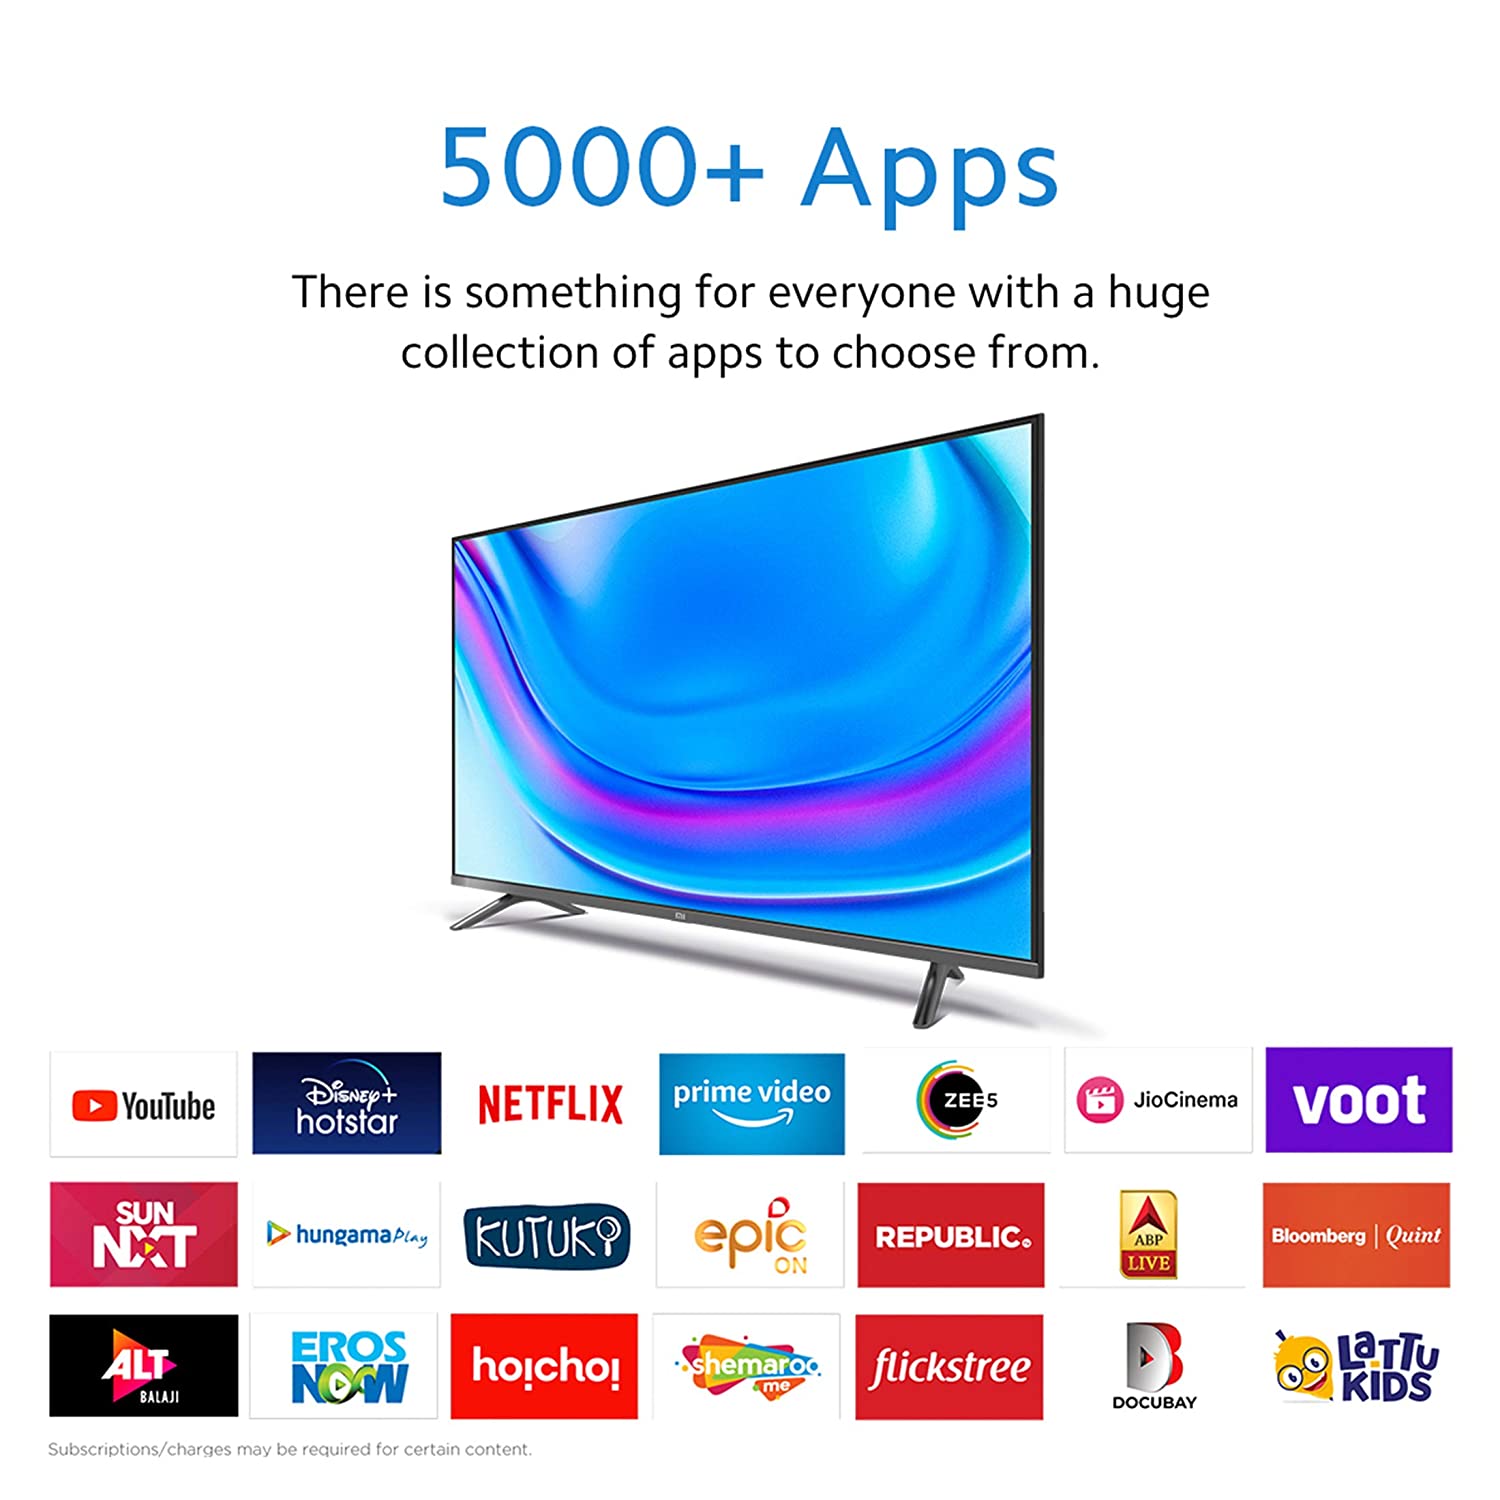 5000+ Apps
There is something for everyone with a huge
collection of apps to choose from.
mi
YouTube
Disney+
hotstar
NETFLIX
prime video
ZEE5
JioCinema
voot
SUN
NXT
hungama Play
KUTUKI
epic
ON
REPUBLIC.
ABP
LIVE
Bloomberg | Quint
ALT
BALAJI
EROS
NOW
hoichoi
shemaroo
me
flickstree
D
DOCUBAY
LATTU
KIDS
Subscriptions/charges may be required for certain content.